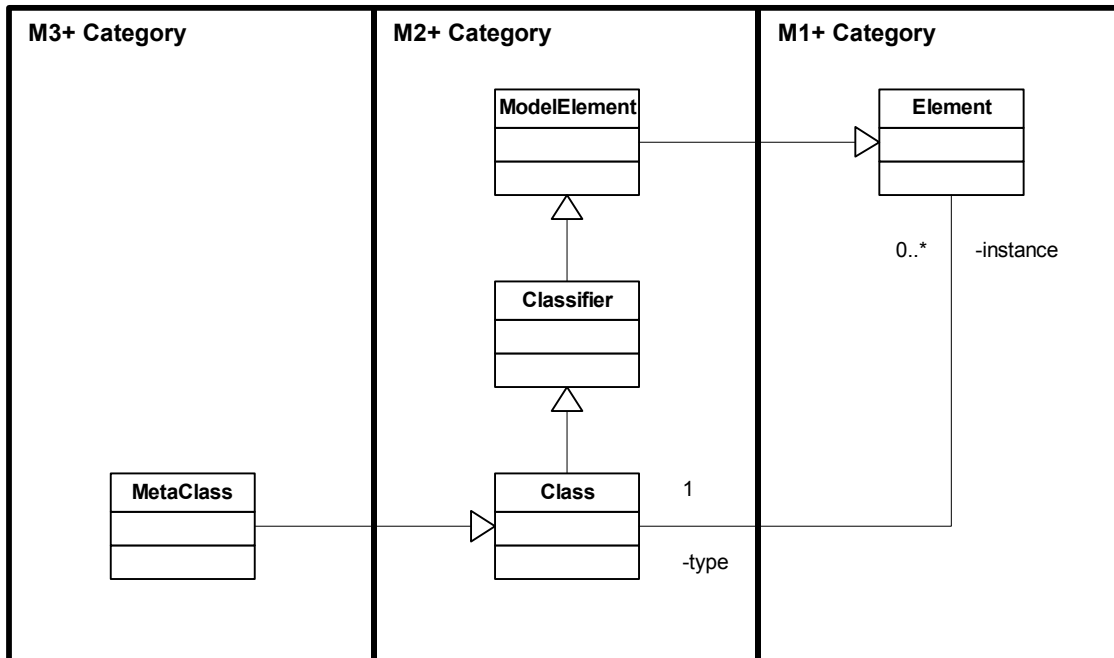 M3+ Category
M2+ Category
M1+ Category
ModelElement
Element
0..*
-instance
Classifier
MetaClass
Class
1
-type